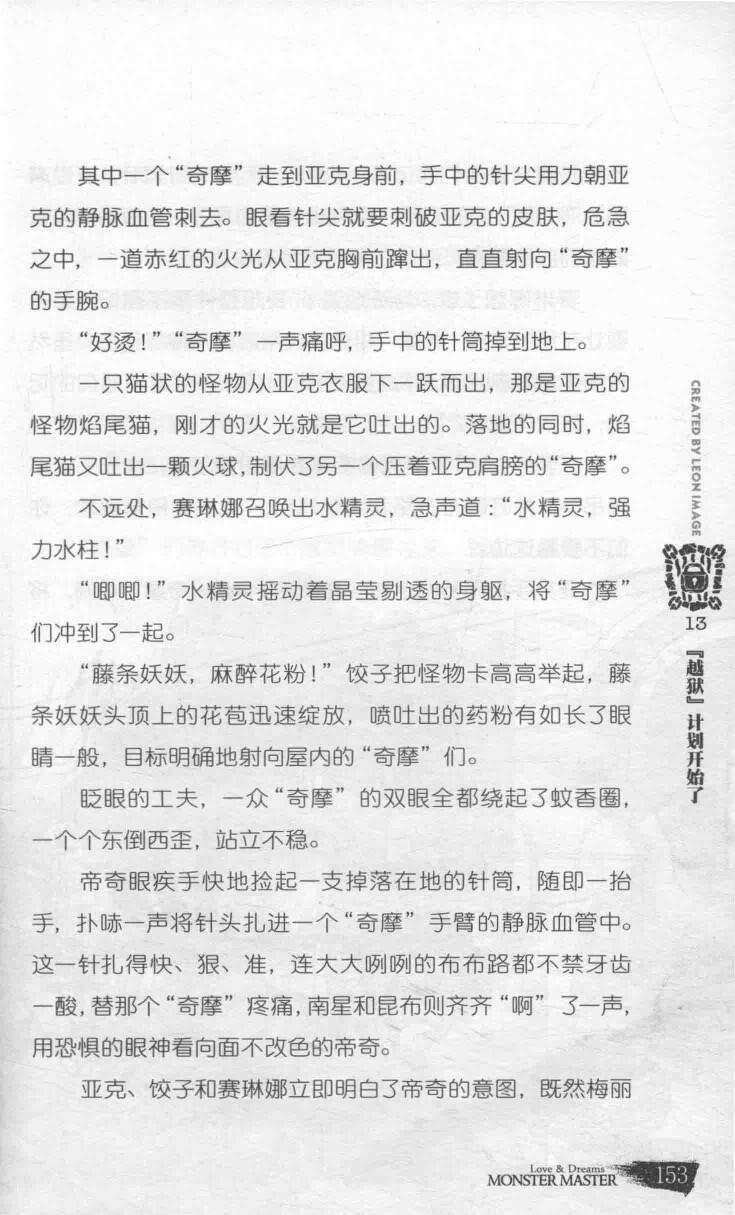 其中一个“奇摩”走到亚克身前，手中的针尖用力朝亚
克的静脉血管刺去。眼看针尖就要刺破亚克的皮肤，危急
之中，一道赤红的火光从亚克胸前蹿出，直直射向“奇摩”
的手腕。
“好烫！”“奇摩”一声痛呼，手中的针筒掉到地上。
一只猫状的怪物从亚克衣服下一跃而出，那是亚克的
怪物焰尾猫，刚才的火光就是它吐出的。落地的同时，焰
尾猫又吐出一颗火球，制伏了另一个压着亚克肩膀的“奇摩”。
不远处，赛琳娜召唤出水精灵，急声道：“水精灵，强
力水柱！”
“唧唧！”水精灵摇动着晶莹剔透的身躯，将“奇摩”
们冲到了一起。
“藤条妖妖，麻醉花粉！”饺子把怪物卡高高举起，藤
条妖妖头顶上的花苞迅速绽放，喷吐出的药粉有如长了眼
睛一般，目标明确地射向屋内的“奇摩”们。
眨眼的工夫，一众“奇摩”的双眼全都绕起了蚊香圈，
一个个东倒西歪，站立不稳。
帝奇眼疾手快地捡起一支掉落在地的针筒，随即一抬
手，扑哧一声将针头扎进一个“奇摩”手臂的静脉血管中。
这一针扎得快、狠、准，连大大咧咧的布布路都不禁牙齿
一酸，替那个“奇摩”疼痛，南星和昆布则齐齐“啊”了一声，
用恐惧的眼神看向面不改色的帝奇。
亚克、饺子和赛琳娜立即明白了帝奇的意图，既然梅丽
CREATED BY LEON IMAGE
13
『越狱』计划开始了
Love & Dreams
MONSTER MASTER
153